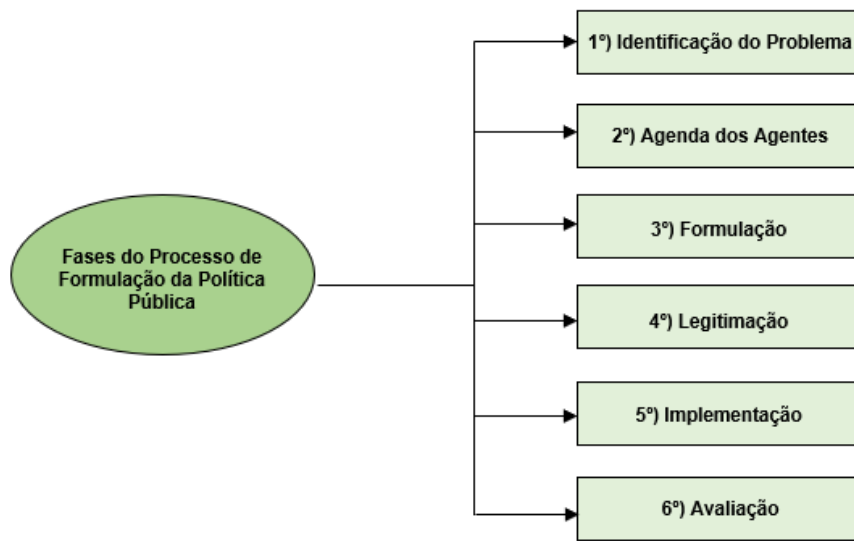 Fases do Processo de
Formulação da Política
Pública
1º) Identificação do Problema
2º) Agenda dos Agentes
3º) Formulação
4º) Legitimação
5º) Implementação
6º) Avaliação